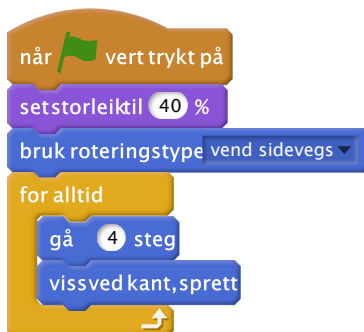 når vert trykt på
set storleik til 40 %
bruk roteringstype vend sidevegs
for alltid
gå 4 steg
viss ved kant, sprett